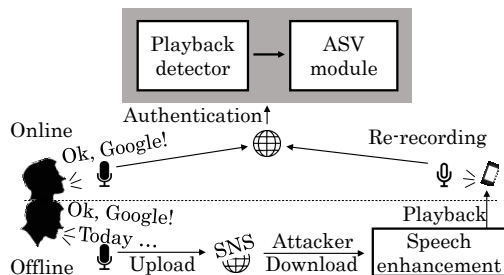 Playback
detector
ASV
module
Authentication
Online
Ok, Google!
Re-recording
Ok, Google!
Today ...
Offline
Upload
SNS
Attacker
Download
Playback
Speech
enhancement